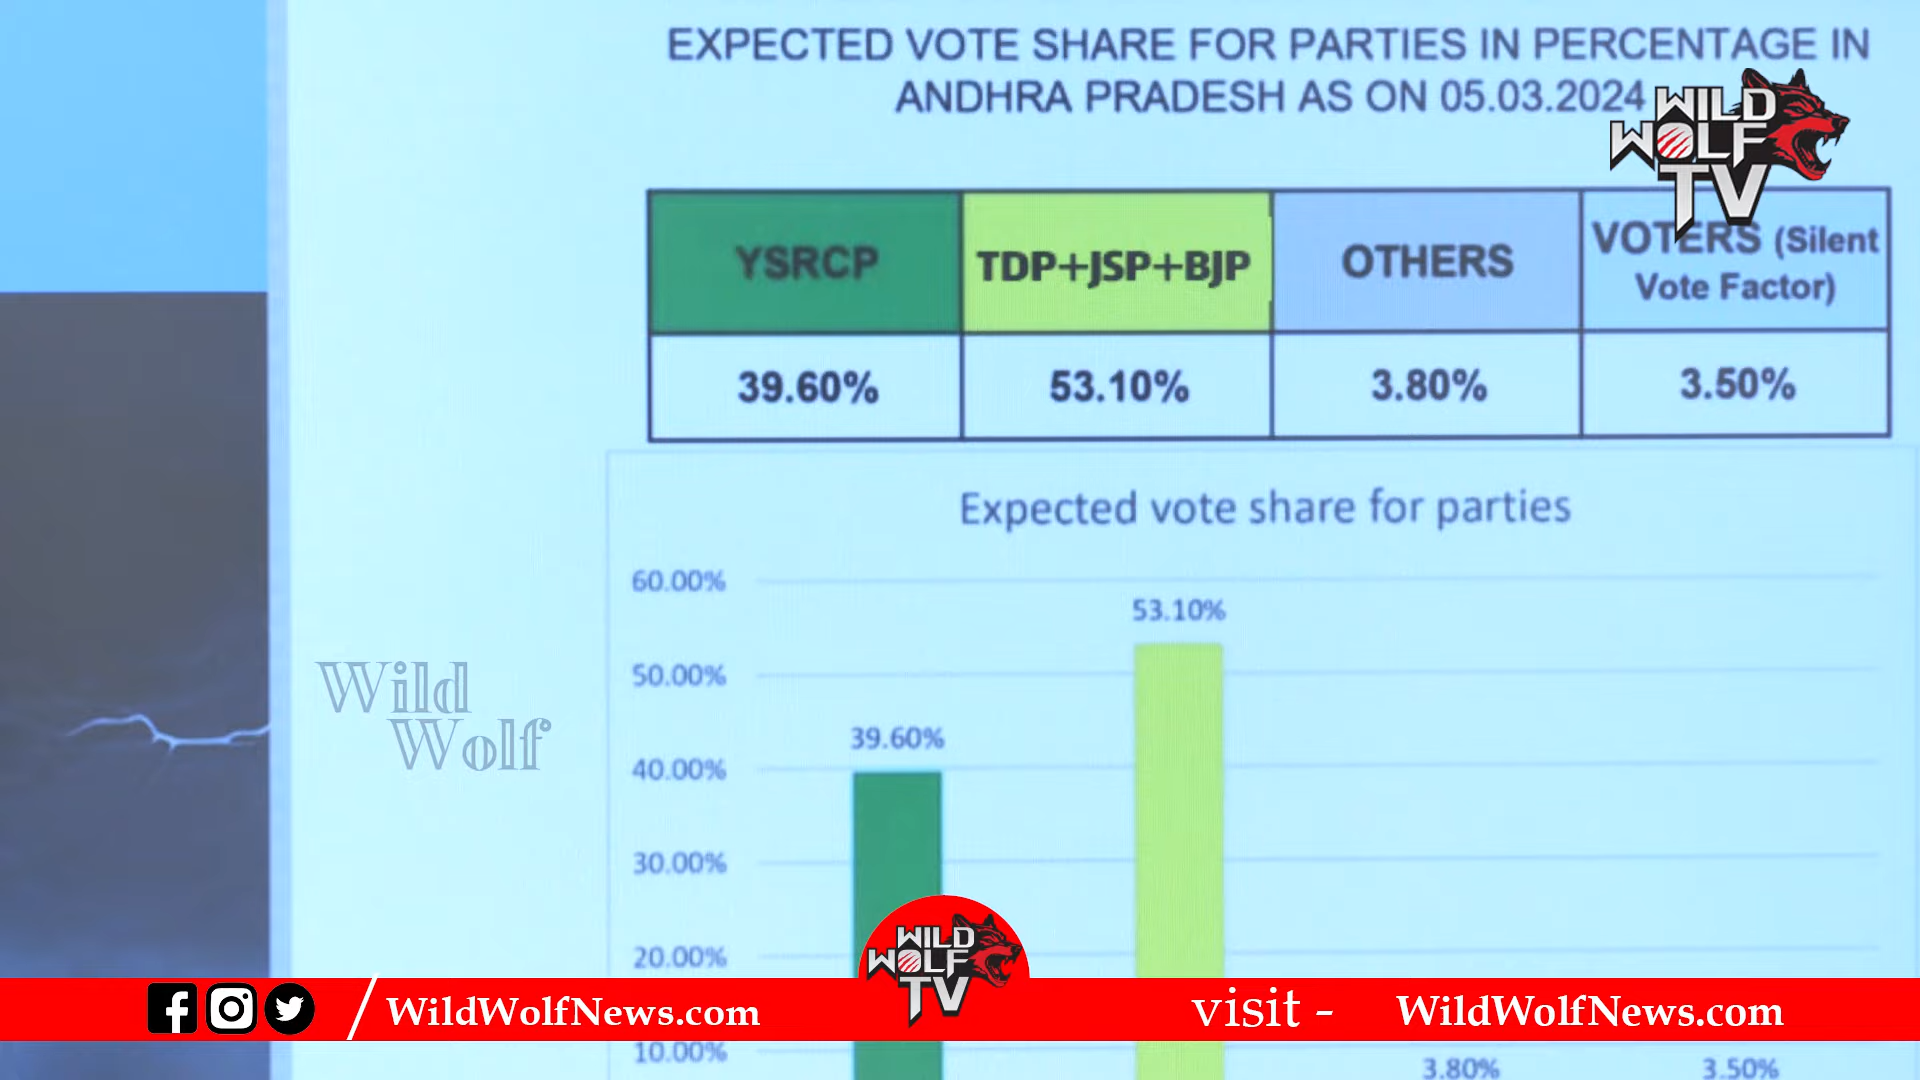 EXPECTED VOTE SHARE FOR PARTIES IN PERCENTAGE IN
ANDHRA PRADESH AS ON 05.03.2024
WILD
WOLF
TV
YSRCP
TDP+JSP+BJP
OTHERS
VOTERS (Silent
Vote Factor)
39.60%
53.10%
3.80%
3.50%
Expected vote share for parties
60.00%
53.10%
50.00%
39.60%
40.00%
30.00%
20.00%
10.00%
3.80%
3.50%
Wild
Wolf
WILD
WOLF
TV
WildWolfNews.com
visit - WildWolfNews.com